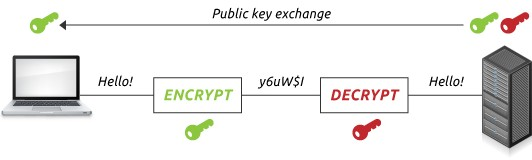 Public key exchange
Hello!
ENCRYPT
y6uW$I
DECRYPT
Hello!